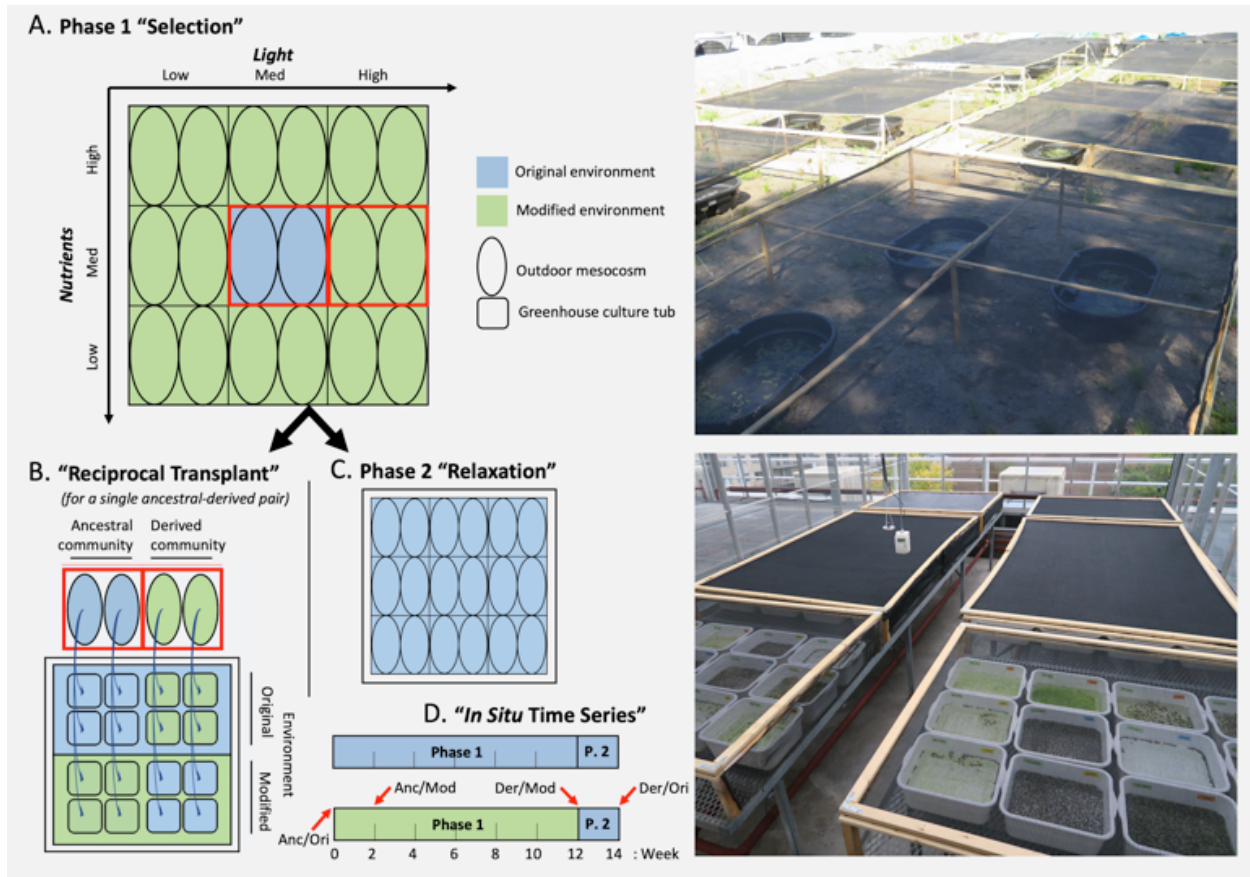 A. Phase 1 “Selection”
Light
Low Med High
Nutrients
High
Med
Low
Original environment
Modified environment
Outdoor mesocosm
Greenhouse culture tub
B. “Reciprocal Transplant”
(for a single ancestral-derived pair)
Ancestral community
Derived community
Original
Modified
Environment
C. Phase 2 “Relaxation”
D. “In Situ Time Series”
Phase 1 P. 2
Anc/Mod Der/Mod Der/Ori
Phase 1 P. 2
Anc/Ori
0 2 4 6 8 10 12 14 : Week